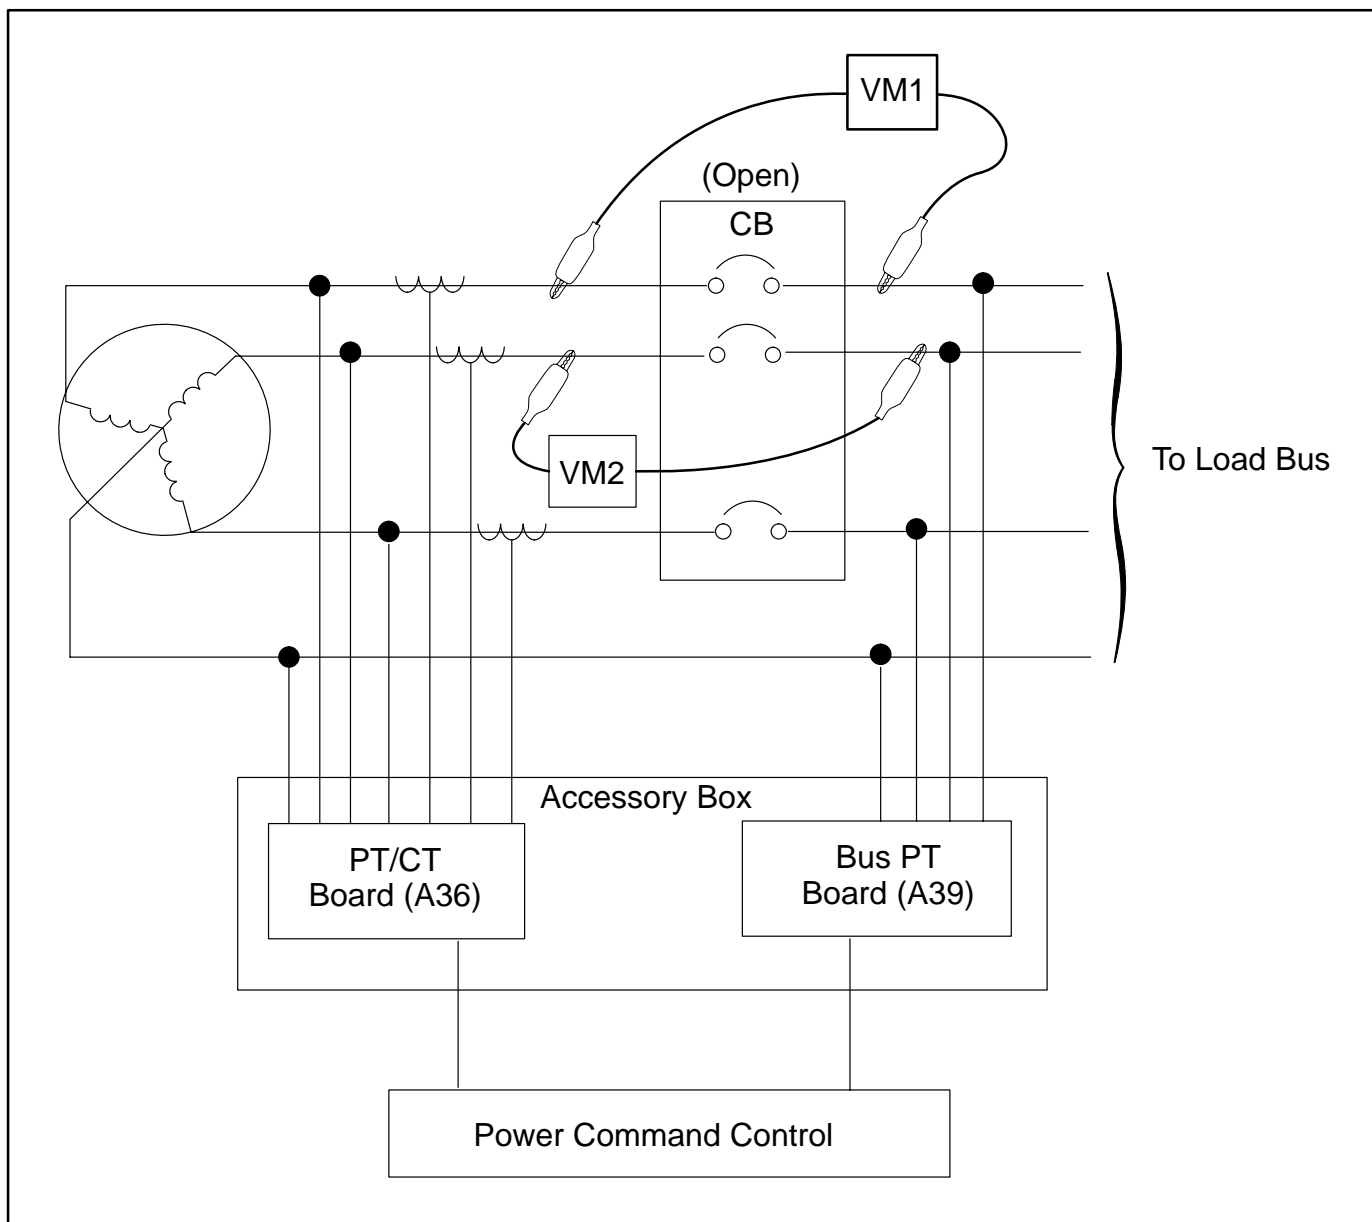 VM1
(Open)
CB
VM2
To Load Bus
Accessory Box
PT/CT
Board (A36)
Bus PT
Board (A39)
Power Command Control